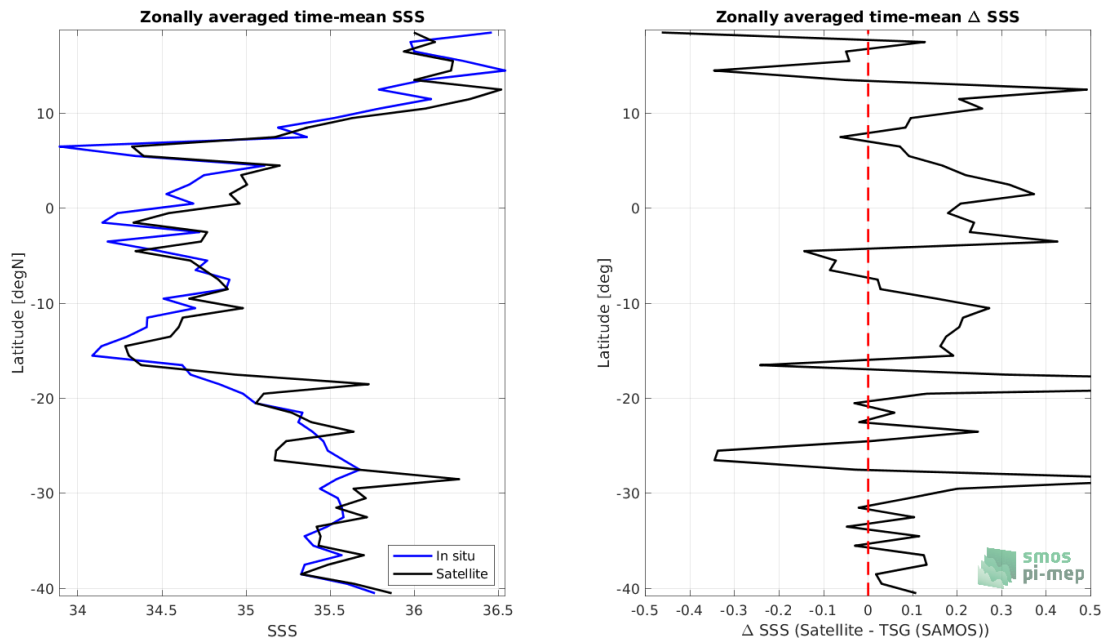 Zonally averaged time-mean SSS
Latitude [degN]
10
0
-10
-20
-30
-40
34
34.5
35
35.5
36
36.5
SSS
In situ
Satellite
Zonally averaged time-mean Δ SSS
Latitude [deg]
10
0
-10
-20
-30
-40
-0.5
-0.4
-0.3
-0.2
-0.1
0
0.1
0.2
0.3
0.4
0.5
Δ SSS (Satellite - TSG (SAMOS))
smos
pi-mep